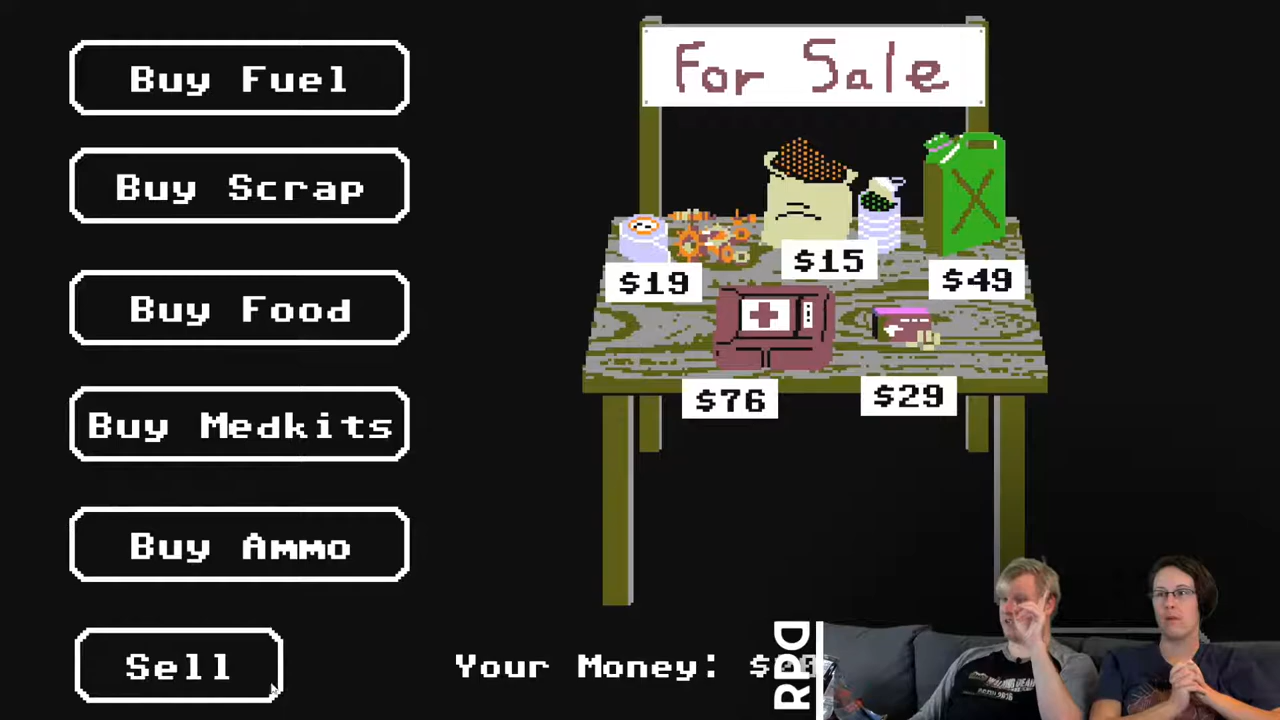 Buy Fuel
Buy Scrap
Buy Food
Buy Medkits
Buy Ammo
Sell
For Sale
$19
$15
$49
$76
$29
Your Money:
RPD